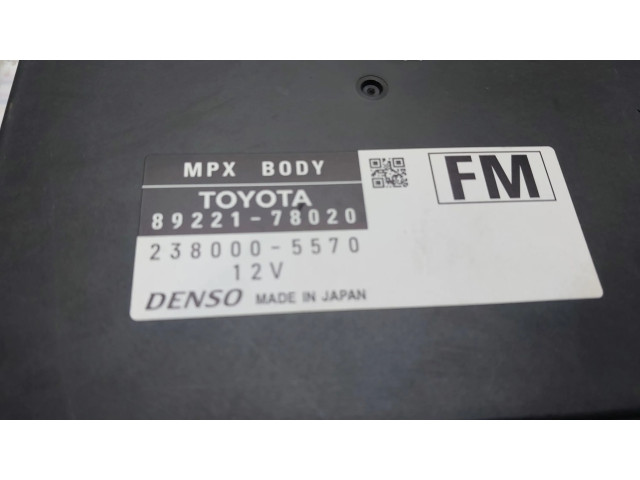 MPX BODY
TOYOTA
89221-78020
238000-5570
12V
DENSO MADE IN JAPAN
FM